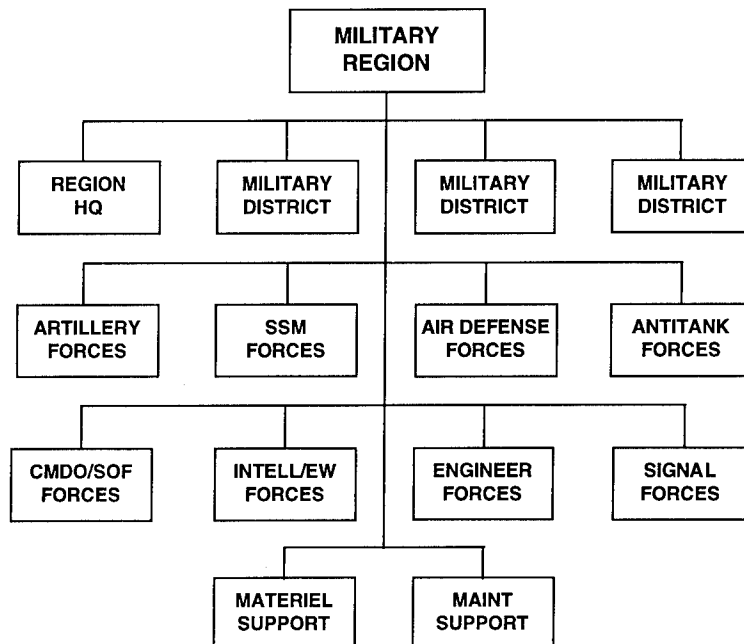 MILITARY
REGION
REGION
HQ
MILITARY
DISTRICT
MILITARY
DISTRICT
MILITARY
DISTRICT
ARTILLERY
FORCES
SSM
FORCES
AIR DEFENSE
FORCES
ANTITANK
FORCES
CMDO/SOF
FORCES
INTELL/EW
FORCES
ENGINEER
FORCES
SIGNAL
FORCES
MATERIEL
SUPPORT
MAINT
SUPPORT